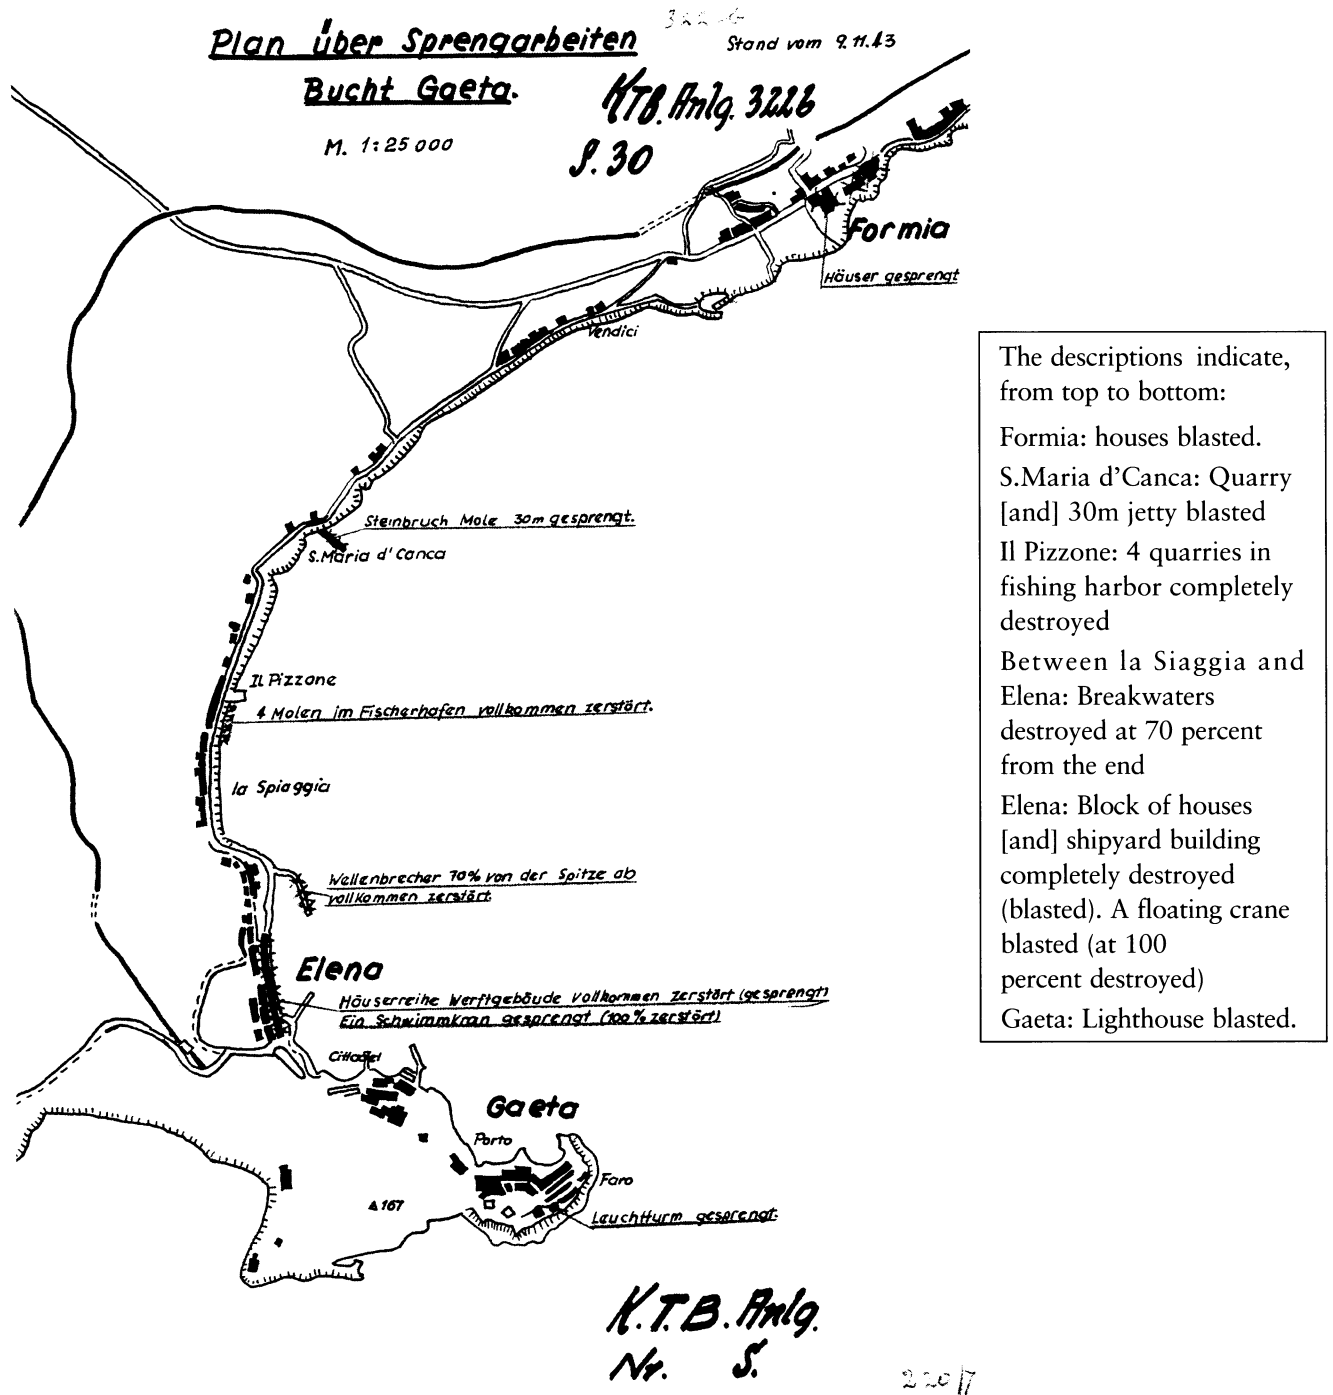 322 6
Plan über Sprengarbeiten
Stand vom 9.11.43
Bucht Gaeta.
KTB. Anlg. 322b
M. 1:25 000
S. 30
Formia
Häuser gesprengt
Vendici
Steinbruch Mole 30m gesprengt.
S.Maria d' Canca
Il Pizzone
4 Molen im Fischerhafen vollkommen zerstört.
la Spiaggia
Wellenbrecher 70% von der Spitze ab
vollkommen zerstört.
Elena
Häuserreihe Werftgebäude vollkommen zerstört (gesprengt)
Ein Schwimmkran gesprengt (100% zerstört)
Cittadel
Gaeta
Porto
Faro
167
Leuchtturm gesprengt.
K.T.B. Anlg.
Nr. S.
220/7
The descriptions indicate,
from top to bottom:
Formia: houses blasted.
S.Maria d'Canca: Quarry
[and] 30m jetty blasted
Il Pizzone: 4 quarries in
fishing harbor completely
destroyed
Between la Siaggia and
Elena: Breakwaters
destroyed at 70 percent
from the end
Elena: Block of houses
[and] shipyard building
completely destroyed
(blasted). A floating crane
blasted (at 100
percent destroyed)
Gaeta: Lighthouse blasted.